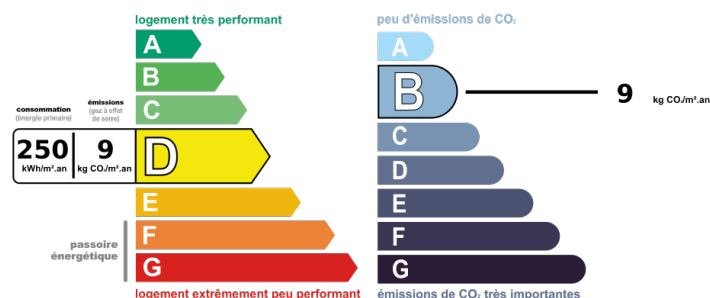 logement très performant
A
B
C
consommation
(énergie primaire)
émissions
(gaz à effet
de serre)
250
kWh/m².an
9
kg CO₂/m².an
D
E
F
G
passoire
énergétique
logement extrêmement peu performant
peu d'émissions de CO₂
A
B
9
kg CO₂/m².an
C
D
E
F
G
émissions de CO₂ très importantes